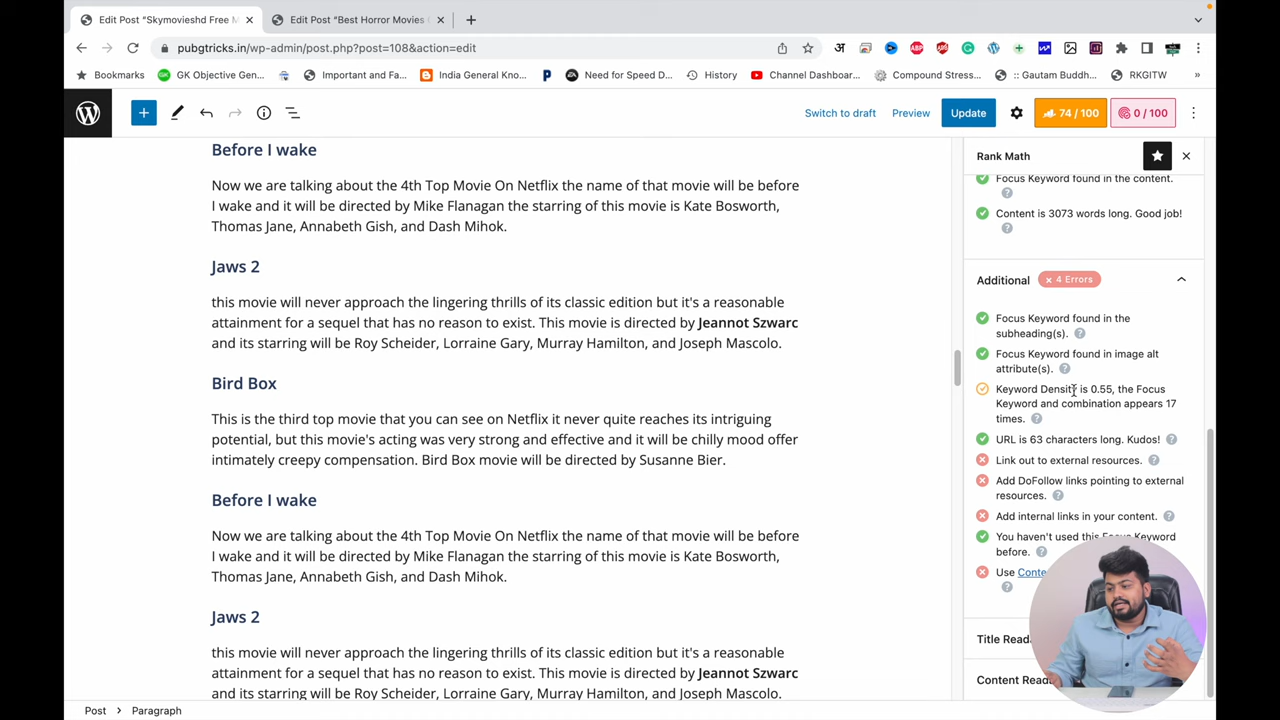 Edit Post “Skymovieshd Free M
Edit Post “Best Horror Movies
pubgtricks.in/wp-admin/post.php?post=108&action=edit
अ
ABP
Bookmarks
GK Objective Gen...
Important and Fa...
India General Kno...
P
Need for Speed D...
History
Channel Dashboar...
Compound Stress...
:: Gautam Buddh...
RKGITW
»
Switch to draft
Preview
Update
74 / 100
0 / 100
Before I wake
Now we are talking about the 4th Top Movie On Netflix the name of that movie will be before
I wake and it will be directed by Mike Flanagan the starring of this movie is Kate Bosworth,
Thomas Jane, Annabeth Gish, and Dash Mihok.
Jaws 2
this movie will never approach the lingering thrills of its classic edition but it's a reasonable
attainment for a sequel that has no reason to exist. This movie is directed by Jeannot Szwarc
and its starring will be Roy Scheider, Lorraine Gary, Murray Hamilton, and Joseph Mascolo.
Bird Box
This is the third top movie that you can see on Netflix it never quite reaches its intriguing
potential, but this movie's acting was very strong and effective and it will be chilly mood offer
intimately creepy compensation. Bird Box movie will be directed by Susanne Bier.
Before I wake
Now we are talking about the 4th Top Movie On Netflix the name of that movie will be before
I wake and it will be directed by Mike Flanagan the starring of this movie is Kate Bosworth,
Thomas Jane, Annabeth Gish, and Dash Mihok.
Jaws 2
this movie will never approach the lingering thrills of its classic edition but it's a reasonable
attainment for a sequel that has no reason to exist. This movie is directed by Jeannot Szwarc
and its starring will be Roy Scheider, Lorraine Gary, Murray Hamilton, and Joseph Mascolo.
Rank Math
Focus Keyword found in the content.
?
Content is 3073 words long. Good job!
?
Additional
× 4 Errors
Focus Keyword found in the
subheading(s). ?
Focus Keyword found in image alt
attribute(s). ?
Keyword Density is 0.55, the Focus
Keyword and combination appears 17
times. ?
URL is 63 characters long. Kudos! ?
Link out to external resources. ?
Add DoFollow links pointing to external
resources. ?
Add internal links in your content. ?
You haven't used this Focus Keyword
before. ?
Use Conte
?
Title Read
Content Read
Post > Paragraph